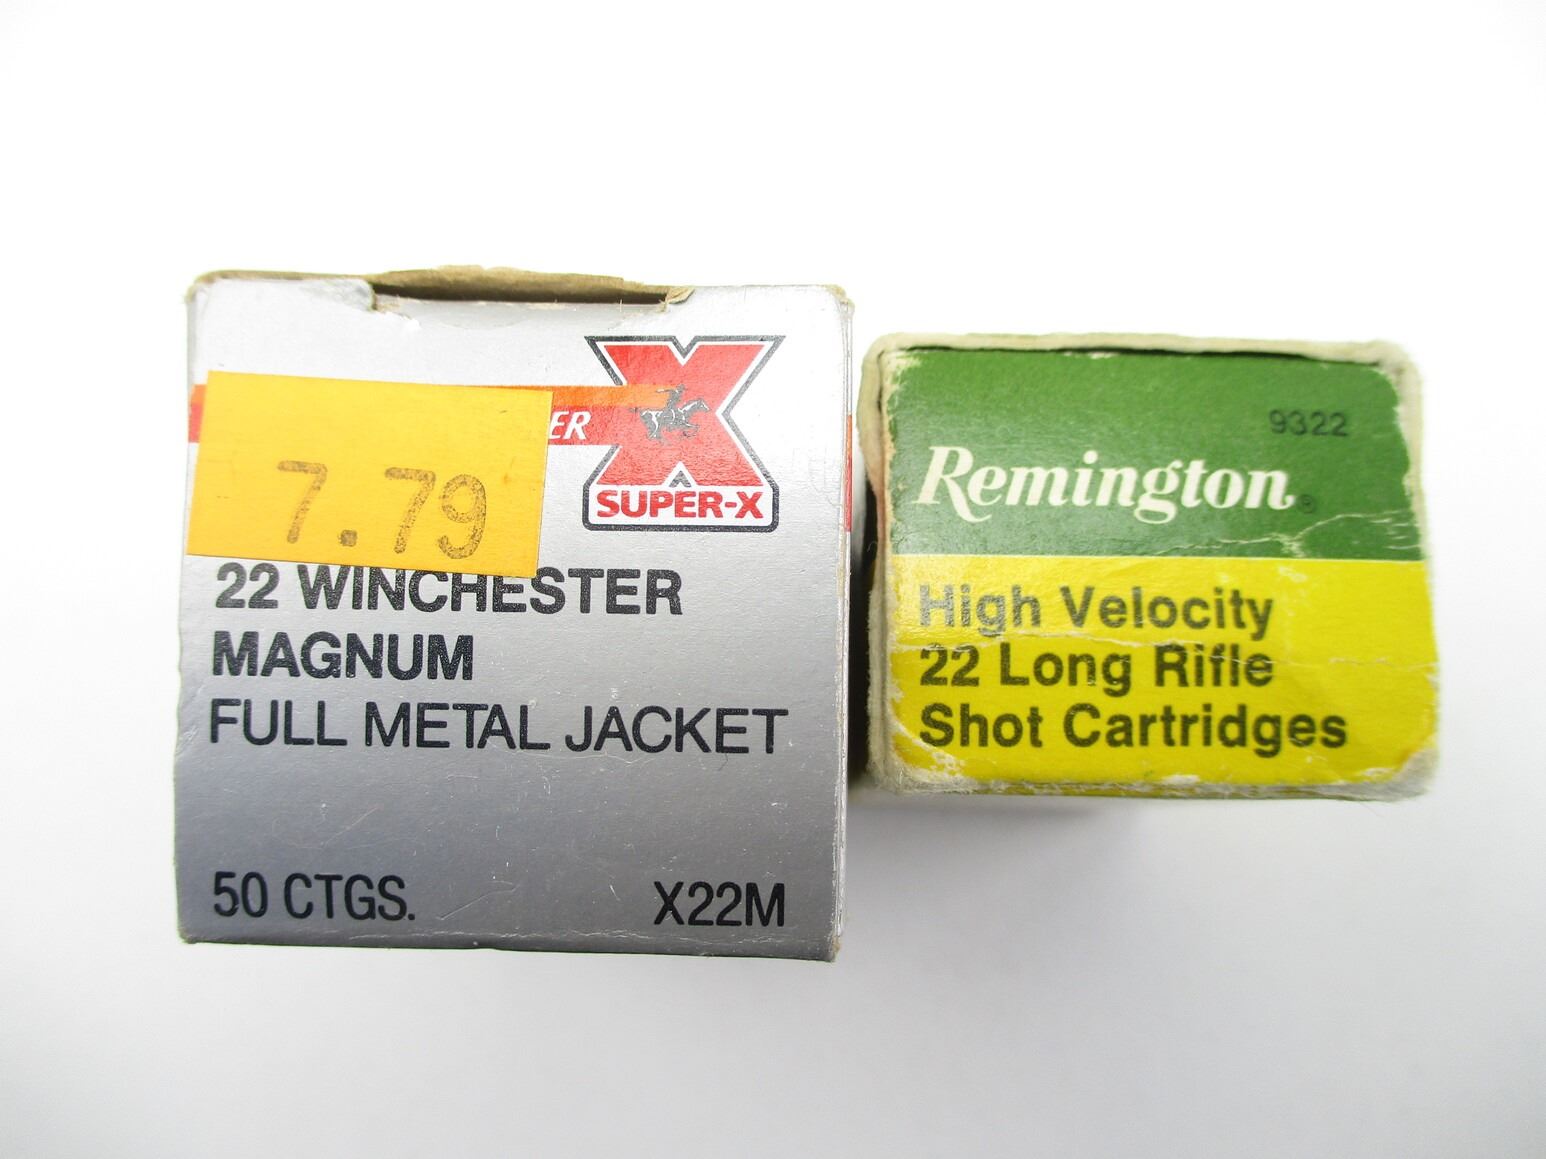 7.79
ER
X
SUPER-X
22 WINCHESTER
MAGNUM
FULL METAL JACKET
50 CTGS. X22M
9322
Remington®
High Velocity
22 Long Rifle
Shot Cartridges